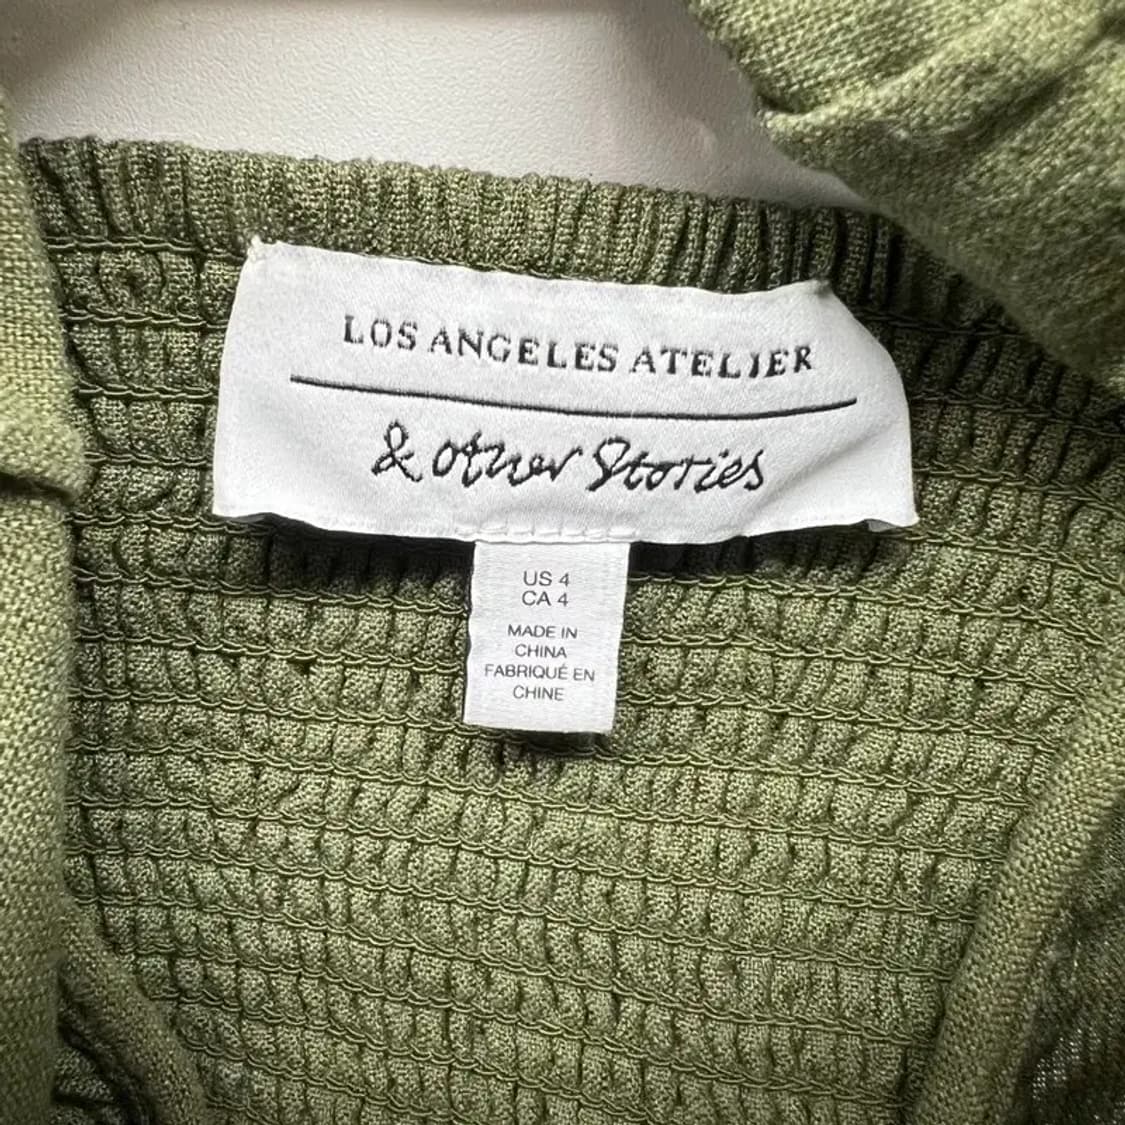 LOS ANGELES ATELIER
& other Stories
US 4
CA 4
MADE IN
CHINA
FABRIQUÉ EN
CHINE